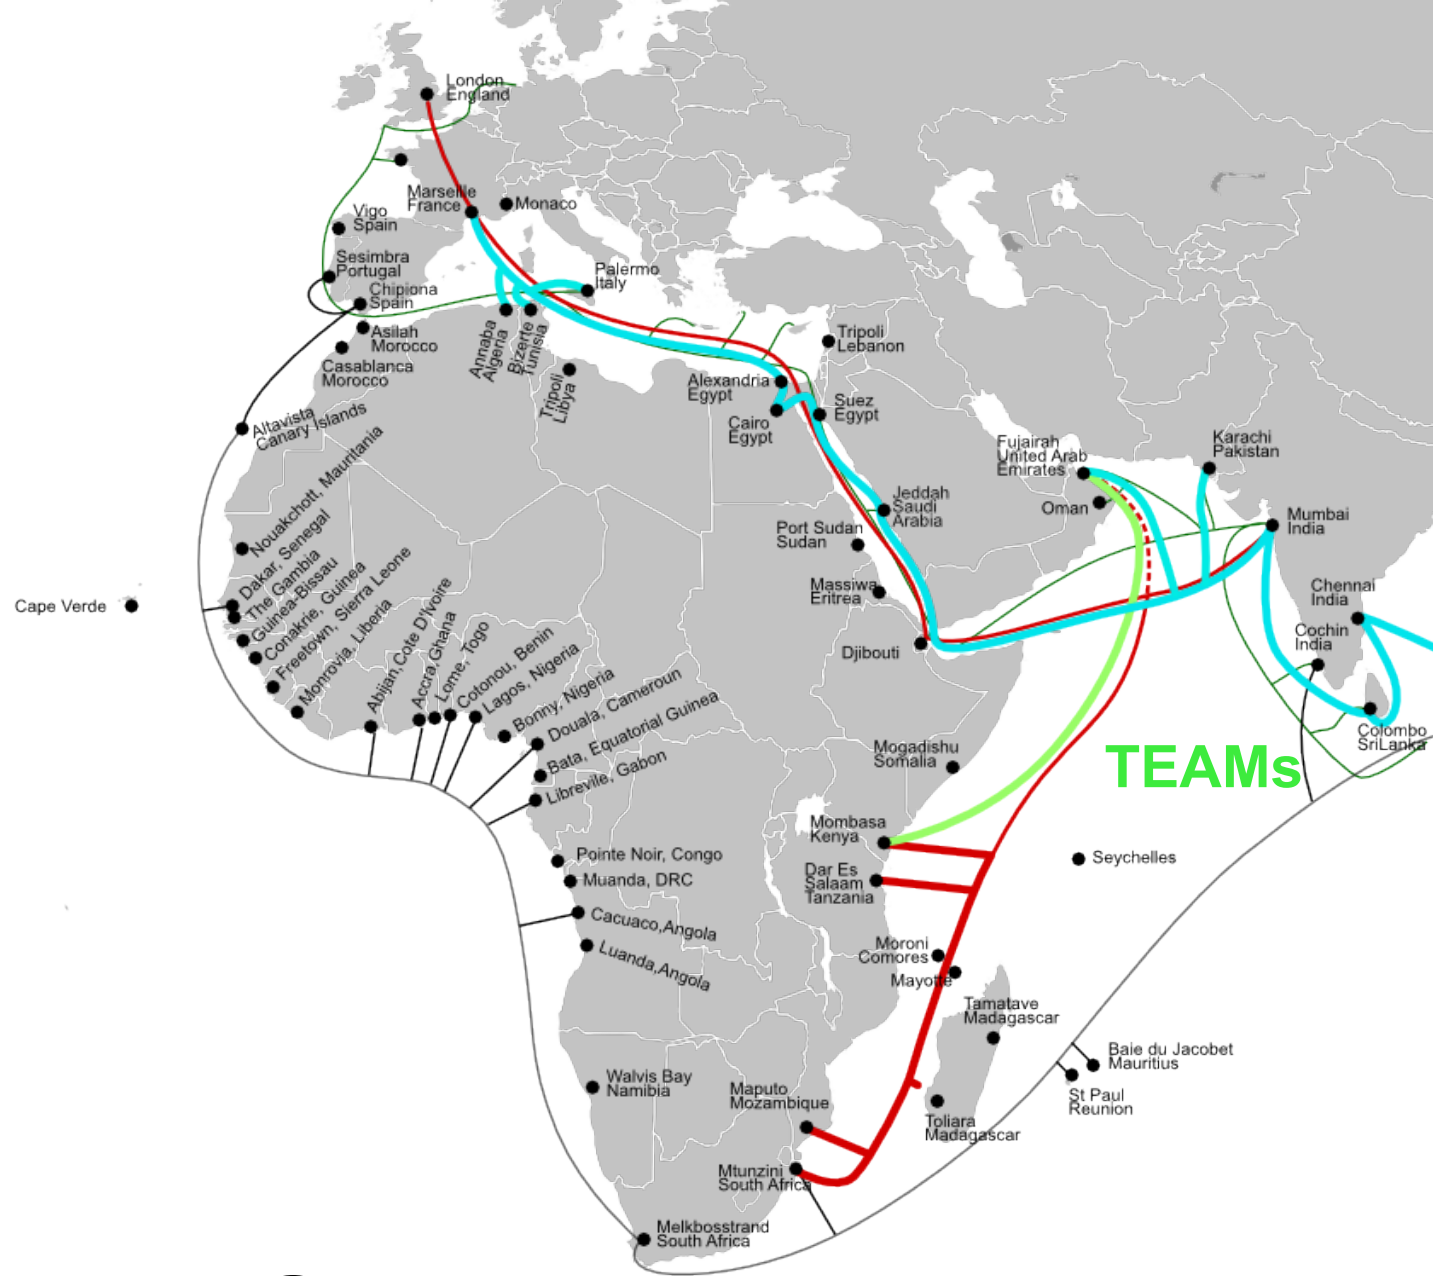 London
England
Marseille
France
Monaco
Vigo
Spain
Sesimbra
Portugal
Chipiona
Spain
Palermo
Italy
Asilah
Morocco
Casablanca
Morocco
Annaba
Algeria
Bizerte
Tunisia
Tripoli
Libya
Tripoli
Lebanon
Alexandria
Egypt
Cairo
Egypt
Suez
Egypt
Altavista
Canary Islands
Fujairah
United Arab
Emirates
Oman
Karachi
Pakistan
Mumbai
India
Jeddah
Saudi
Arabia
Port Sudan
Sudan
Massiwa
Eritrea
Djibouti
Chennai
India
Cochin
India
Colombo
SriLanka
Cape Verde
Nouakchott, Mauritania
Dakar, Senegal
The Gambia
Guinea-Bissau
Conakrie, Guinea
Freetown, Sierra Leone
Monrovia, Liberia
Abijan,Cote D'Ivoire
Accra,Ghana
Lome, Togo
Cotonou, Benin
Lagos, Nigeria
Bonny, Nigeria
Douala, Cameroun
Bata, Equatorial Guinea
Librevile, Gabon
Mogadishu
Somalia
TEAMs
Mombasa
Kenya
Seychelles
Dar Es
Salaam
Tanzania
Pointe Noir, Congo
Muanda, DRC
Cacuaco,Angola
Luanda,Angola
Moroni
Comores
Mayotte
Tamatave
Madagascar
Baie du Jacobet
Mauritius
St Paul
Reunion
Toliara
Madagascar
Walvis Bay
Namibia
Maputo
Mozambique
Mtunzini
South Africa
Melkbosstrand
South Africa